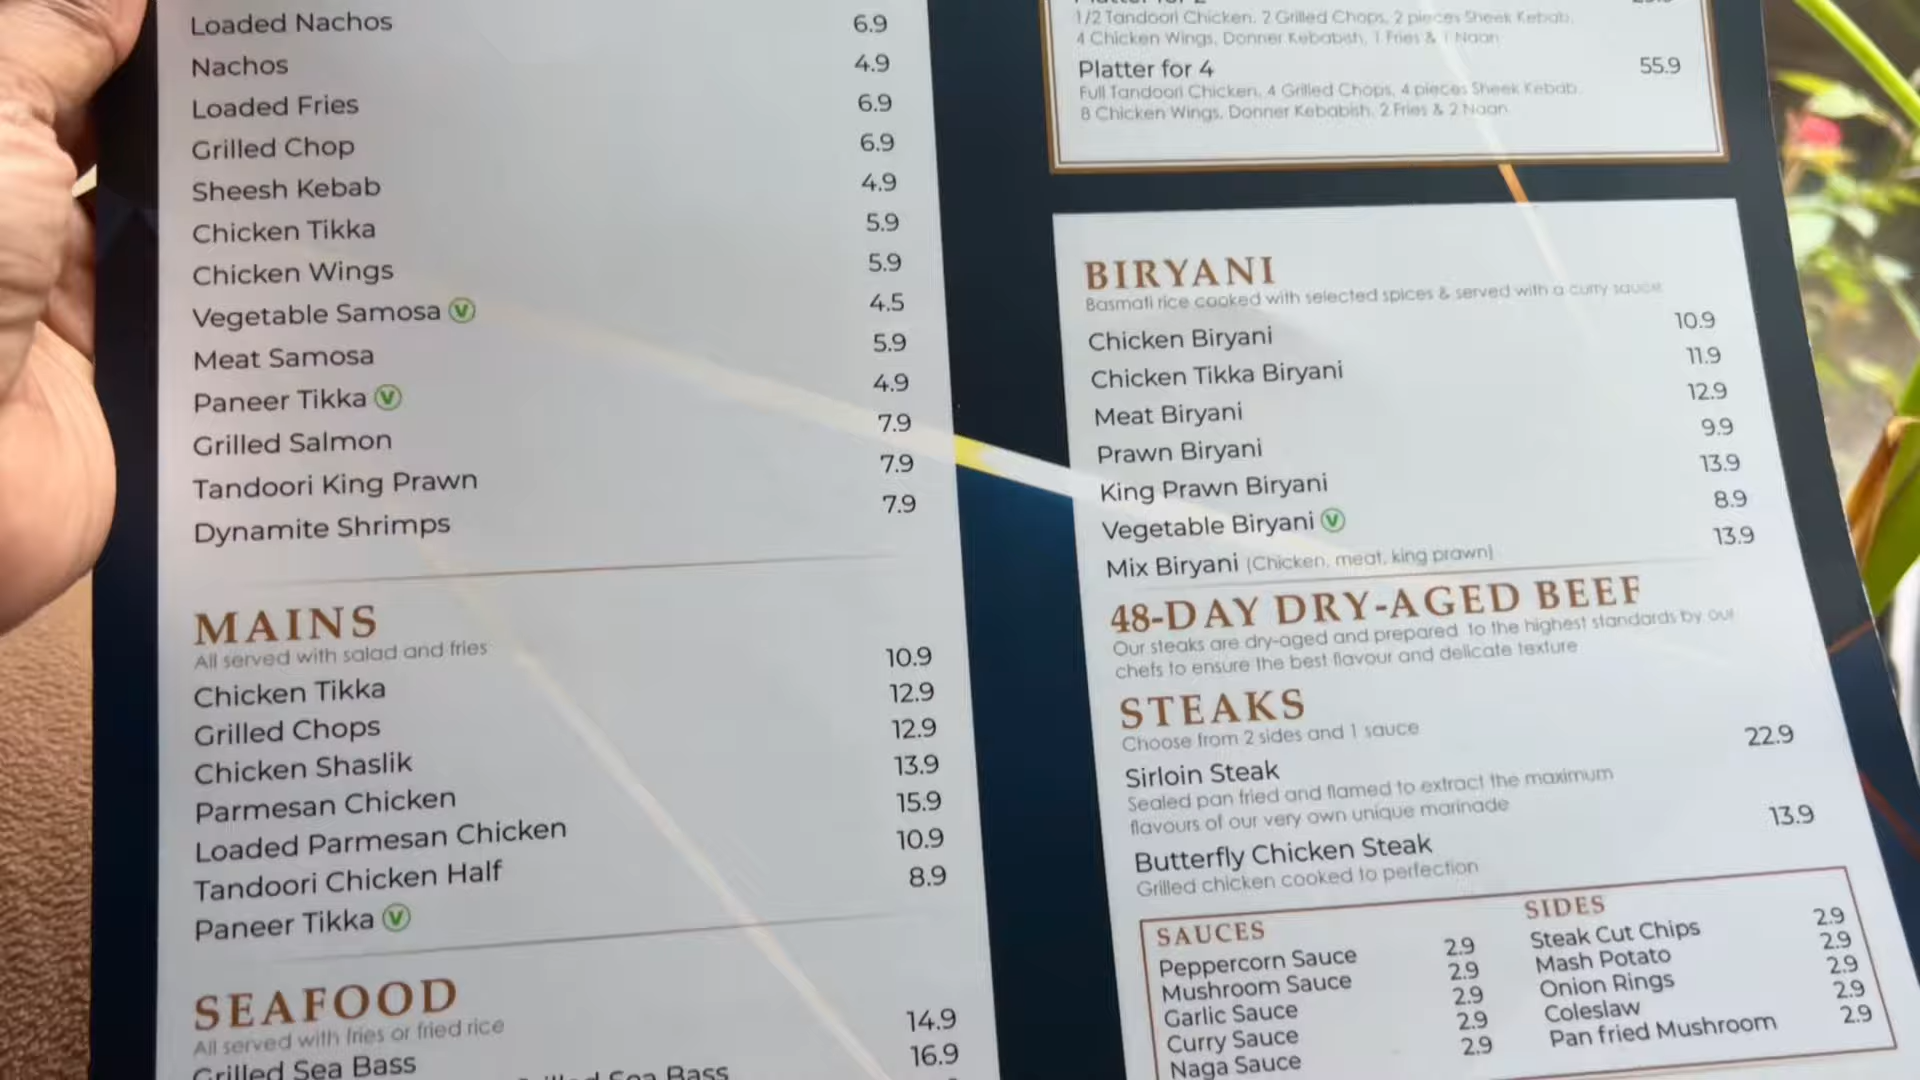 Loaded Nachos 6.9
Nachos 4.9
Loaded Fries 6.9
Grilled Chop 6.9
Sheesh Kebab 4.9
Chicken Tikka 5.9
Chicken Wings 5.9
Vegetable Samosa V 4.5
Meat Samosa 5.9
Paneer Tikka V 4.9
Grilled Salmon 7.9
Tandoori King Prawn 7.9
Dynamite Shrimps 7.9
MAINS
All served with salad and fries
Chicken Tikka 10.9
Grilled Chops 12.9
Chicken Shaslik 12.9
Parmesan Chicken 13.9
Loaded Parmesan Chicken 15.9
Tandoori Chicken Half 10.9
Paneer Tikka V 8.9
SEAFOOD
All served with fries or fried rice
Grilled Sea Bass 14.9
Sea Bass 16.9
1/2 Tandoori Chicken, 2 Grilled Chops, 2 pieces Sheek Kebab,
4 Chicken Wings, Donner Kebabish, 1 Fries & 1 Naan
Platter for 4 55.9
Full Tandoori Chicken, 4 Grilled Chops, 4 pieces Sheek Kebab,
8 Chicken Wings, Donner Kebabish, 2 Fries & 2 Naan
BIRYANI
Basmati rice cooked with selected spices & served with a curry sauce
Chicken Biryani 10.9
Chicken Tikka Biryani 11.9
Meat Biryani 12.9
Prawn Biryani 9.9
King Prawn Biryani 13.9
Vegetable Biryani V 8.9
Mix Biryani (Chicken, meat, king prawn) 13.9
48-DAY DRY-AGED BEEF
Our steaks are dry-aged and prepared to the highest standards by our
chefs to ensure the best flavour and delicate texture
STEAKS
Choose from 2 sides and 1 sauce
Sirloin Steak 22.9
Sealed pan fried and flamed to extract the maximum
flavours of our very own unique marinade
Butterfly Chicken Steak 13.9
Grilled chicken cooked to perfection
SAUCES
Peppercorn Sauce 2.9
Mushroom Sauce 2.9
Garlic Sauce 2.9
Curry Sauce 2.9
Naga Sauce 2.9
SIDES
Steak Cut Chips 2.9
Mash Potato 2.9
Onion Rings 2.9
Coleslaw 2.9
Pan fried Mushroom 2.9